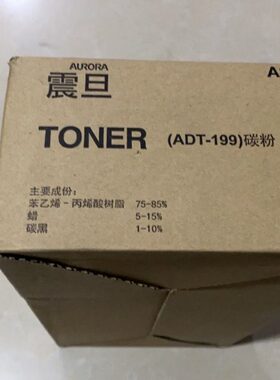 AURORA
震旦
TONER (ADT-199)碳粉
主要成份:
苯乙烯-丙烯酸树脂 75-85%
蜡 5-15%
碳黑 1-10%